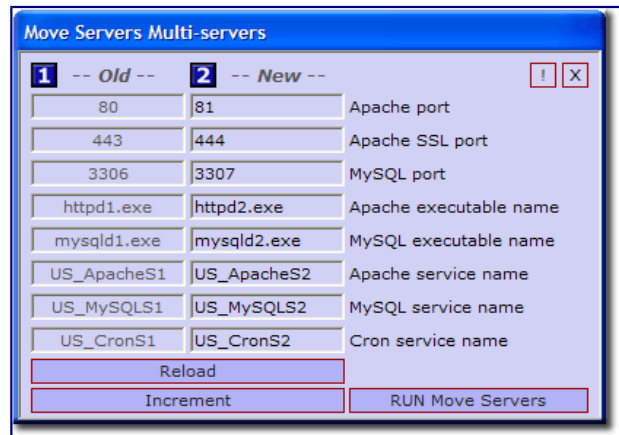 Move Servers Multi-servers
1 -- Old -- 2 -- New -- ! X
80 81 Apache port
443 444 Apache SSL port
3306 3307 MySQL port
httpd1.exe httpd2.exe Apache executable name
mysqld1.exe mysqld2.exe MySQL executable name
US_ApacheS1 US_ApacheS2 Apache service name
US_MySQLS1 US_MySQLS2 MySQL service name
US_CronS1 US_CronS2 Cron service name
Reload
Increment RUN Move Servers